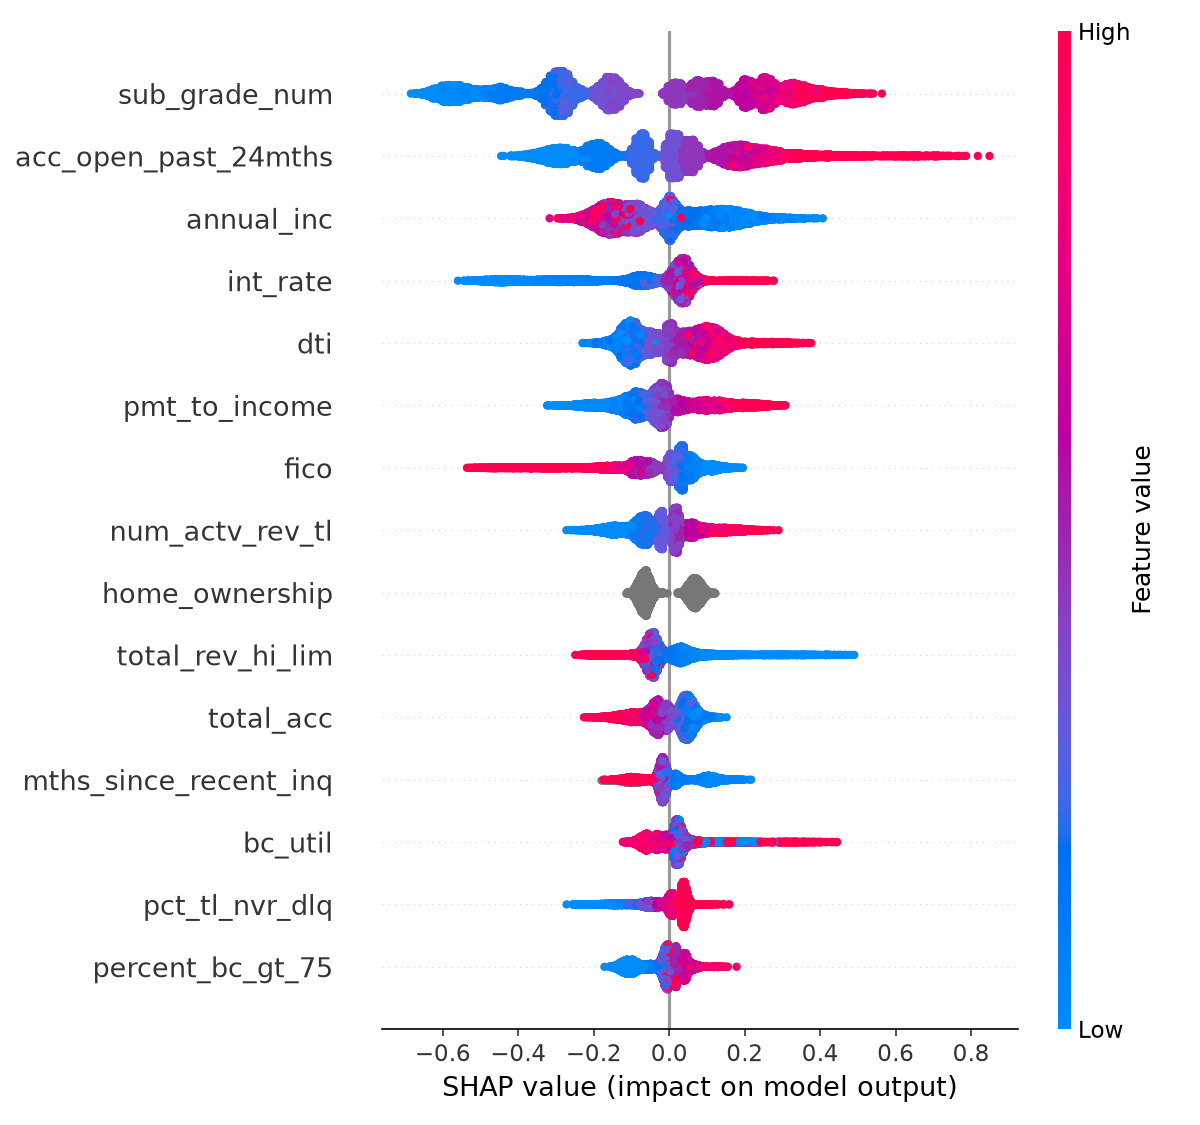 High
sub_grade_num
acc_open_past_24mths
annual_inc
int_rate
dti
pmt_to_income
fico
num_actv_rev_tl
home_ownership
total_rev_hi_lim
total_acc
mths_since_recent_inq
bc_util
pct_tl_nvr_dlq
percent_bc_gt_75
Feature value
Low
−0.6 −0.4 −0.2 0.0 0.2 0.4 0.6 0.8
SHAP value (impact on model output)